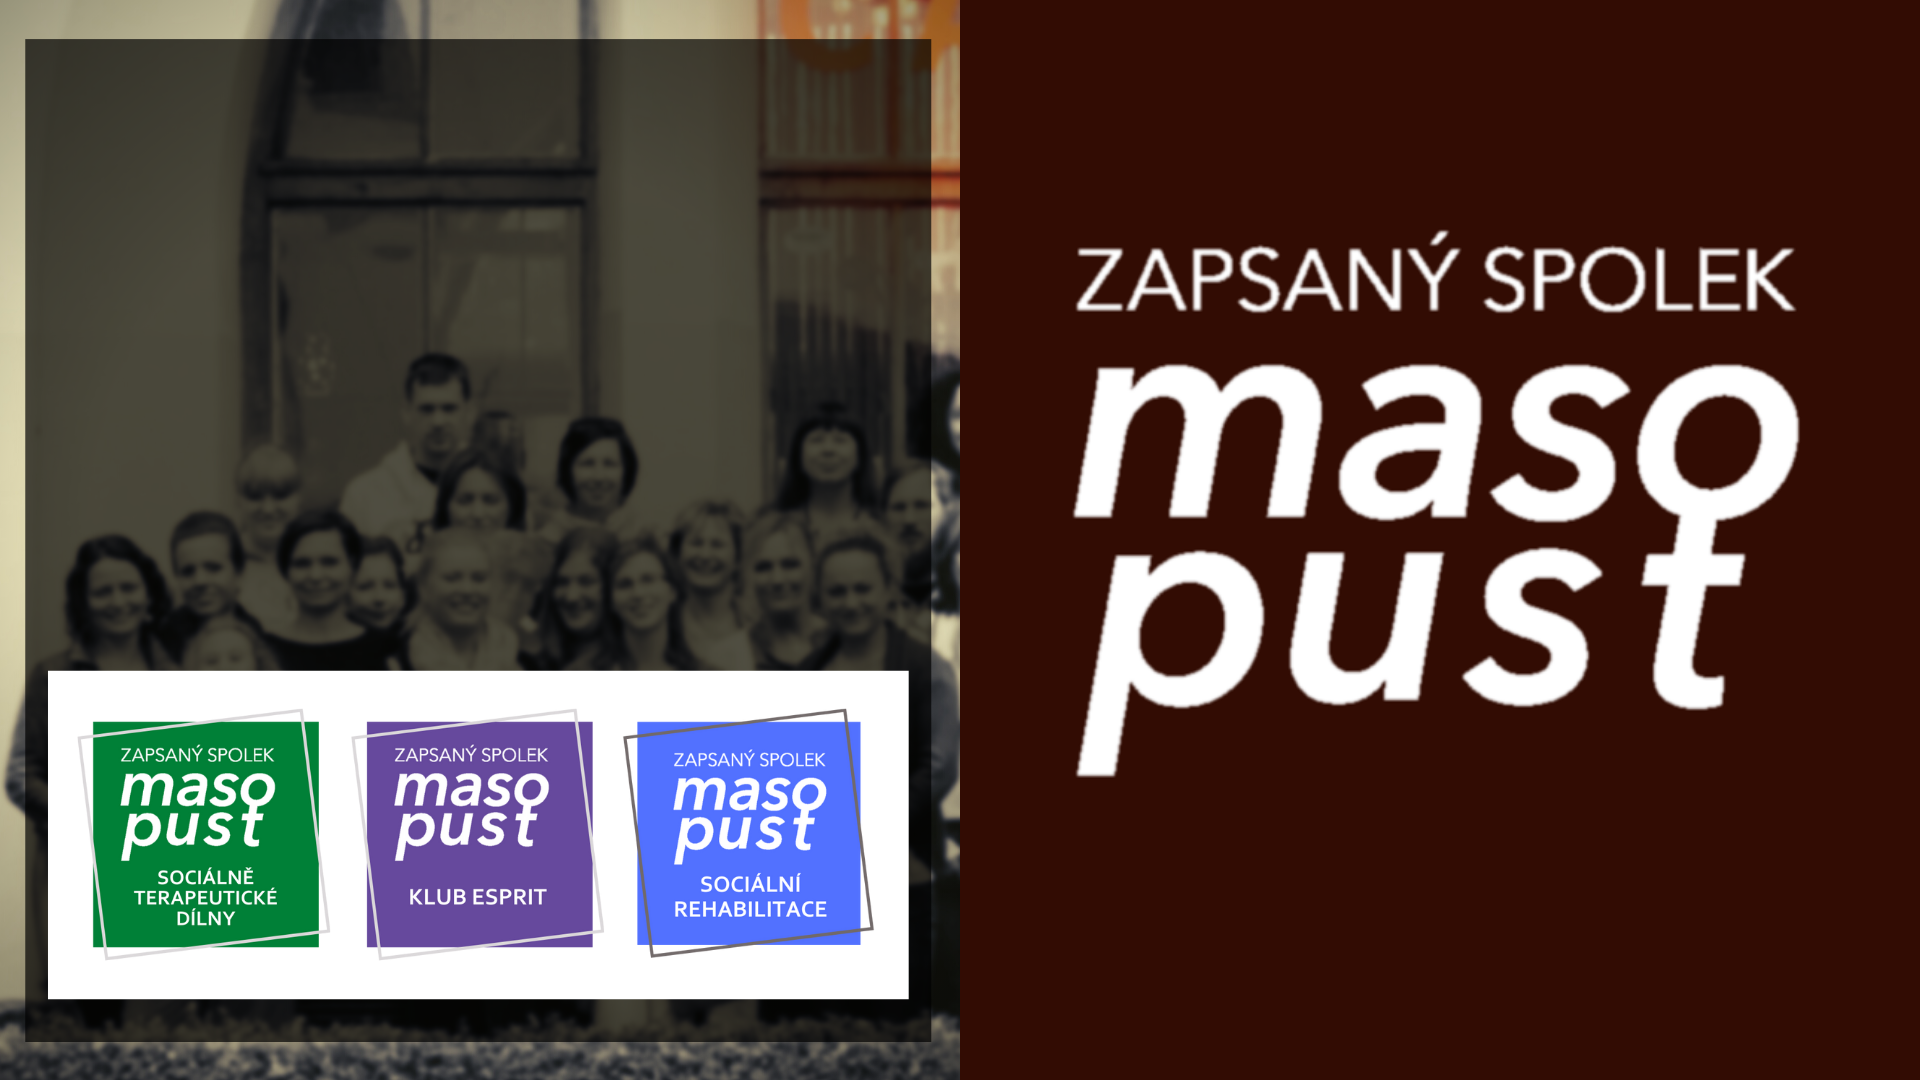 ZAPSANÝ SPOLEK
maso
pust
SOCIÁLNĚ
TERAPEUTICKÉ
DÍLNY
ZAPSANÝ SPOLEK
maso
pust
KLUB ESPRIT
ZAPSANÝ SPOLEK
maso
pust
SOCIÁLNÍ
REHABILITACE
ZAPSANÝ SPOLEK
maso
pust